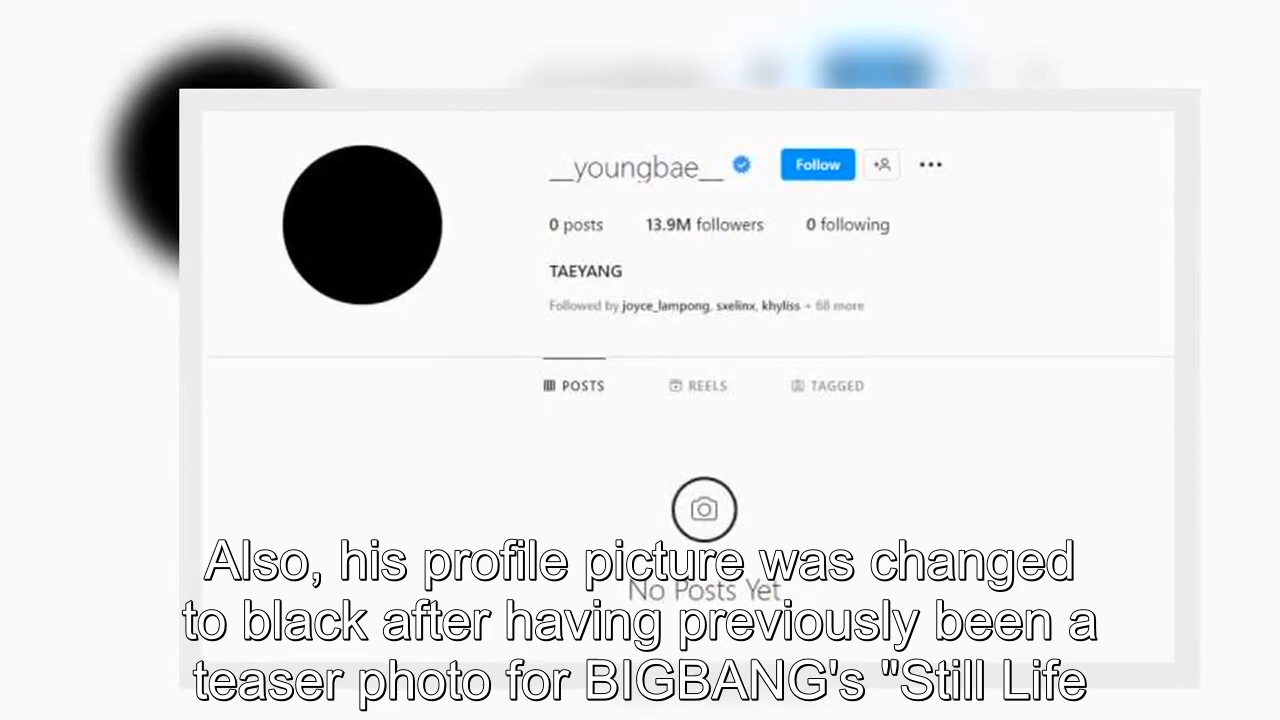 __youngbae__ Follow
0 posts 13.9M followers 0 following
TAEYANG
Followed by joyce_lampong, sxelinx, khyliss + 68 more
POSTS REELS TAGGED
No Posts Yet
Also, his profile picture was changed
to black after having previously been a
teaser photo for BIGBANG's "Still Life